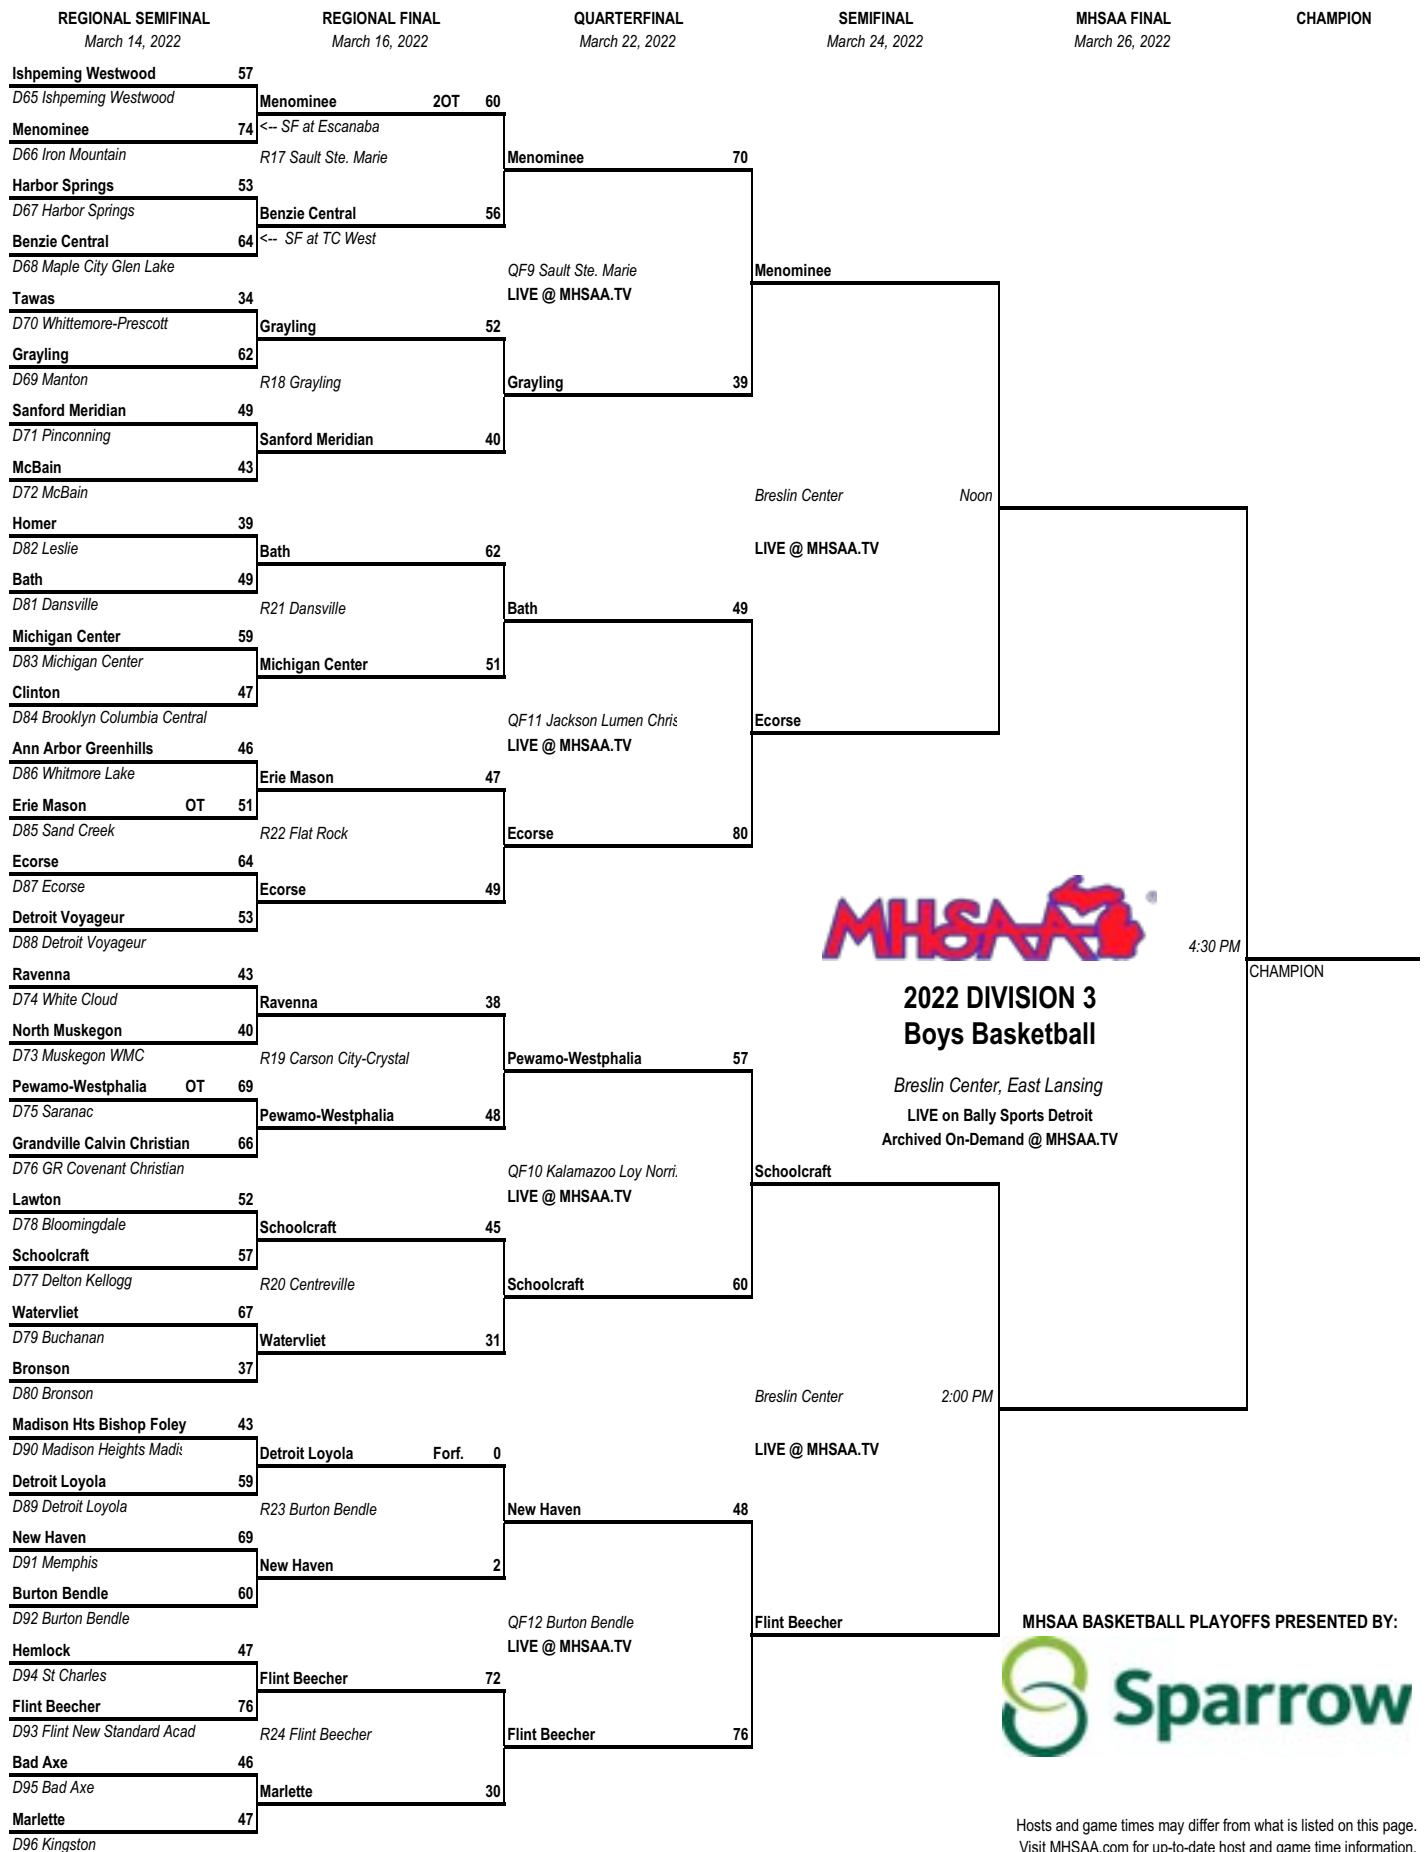 REGIONAL SEMIFINAL REGIONAL FINAL QUARTERFINAL SEMIFINAL MHSAA FINAL CHAMPION
March 14, 2022 March 16, 2022 March 22, 2022 March 24, 2022 March 26, 2022
Ishpeming Westwood 57
D65 Ishpeming Westwood
Menominee 2OT 60
Menominee 74
<-- SF at Escanaba
D66 Iron Mountain
R17 Sault Ste. Marie
Menominee 70
Harbor Springs 53
D67 Harbor Springs
Benzie Central 56
Benzie Central 64
<-- SF at TC West
D68 Maple City Glen Lake
QF9 Sault Ste. Marie
Menominee
LIVE @ MHSAA.TV
Tawas 34
D70 Whittemore-Prescott
Grayling 52
Grayling 62
D69 Manton
R18 Grayling
Grayling 39
Sanford Meridian 49
D71 Pinconning
Sanford Meridian 40
McBain 43
D72 McBain
Breslin Center Noon
Homer 39
D82 Leslie
Bath 62
LIVE @ MHSAA.TV
Bath 49
D81 Dansville
R21 Dansville
Bath 49
Michigan Center 59
D83 Michigan Center
Michigan Center 51
Clinton 47
D84 Brooklyn Columbia Central
QF11 Jackson Lumen Chris
Ecorse
LIVE @ MHSAA.TV
Ann Arbor Greenhills 46
D86 Whitmore Lake
Erie Mason 47
Erie Mason OT 51
D85 Sand Creek
R22 Flat Rock
Ecorse 80
Ecorse 64
D87 Ecorse
Ecorse 49
Detroit Voyageur 53
D88 Detroit Voyageur
MHSAA
®
4:30 PM
CHAMPION
Ravenna 43
D74 White Cloud
Ravenna 38
2022 DIVISION 3
Boys Basketball
North Muskegon 40
D73 Muskegon WMC
R19 Carson City-Crystal
Pewamo-Westphalia 57
Pewamo-Westphalia OT 69
Breslin Center, East Lansing
D75 Saranac
Pewamo-Westphalia 48
LIVE on Bally Sports Detroit
Archived On-Demand @ MHSAA.TV
Grandville Calvin Christian 66
D76 GR Covenant Christian
QF10 Kalamazoo Loy Norri.
Schoolcraft
LIVE @ MHSAA.TV
Lawton 52
D78 Bloomingdale
Schoolcraft 45
Schoolcraft 57
D77 Delton Kellogg
R20 Centreville
Schoolcraft 60
Watervliet 67
D79 Buchanan
Watervliet 31
Bronson 37
D80 Bronson
Breslin Center 2:00 PM
Madison Hts Bishop Foley 43
D90 Madison Heights Madis
Detroit Loyola Forf. 0
LIVE @ MHSAA.TV
Detroit Loyola 59
D89 Detroit Loyola
R23 Burton Bendle
New Haven 48
New Haven 69
D91 Memphis
New Haven 2
Burton Bendle 60
D92 Burton Bendle
QF12 Burton Bendle
Flint Beecher
MHSAA BASKETBALL PLAYOFFS PRESENTED BY:
LIVE @ MHSAA.TV
Hemlock 47
D94 St Charles
Flint Beecher 72
Sparrow
Flint Beecher 76
D93 Flint New Standard Acad
R24 Flint Beecher
Flint Beecher 76
Bad Axe 46
D95 Bad Axe
Marlette 30
Marlette 47
D96 Kingston
Hosts and game times may differ from what is listed on this page.
Visit MHSAA.com for up-to-date host and game time information.